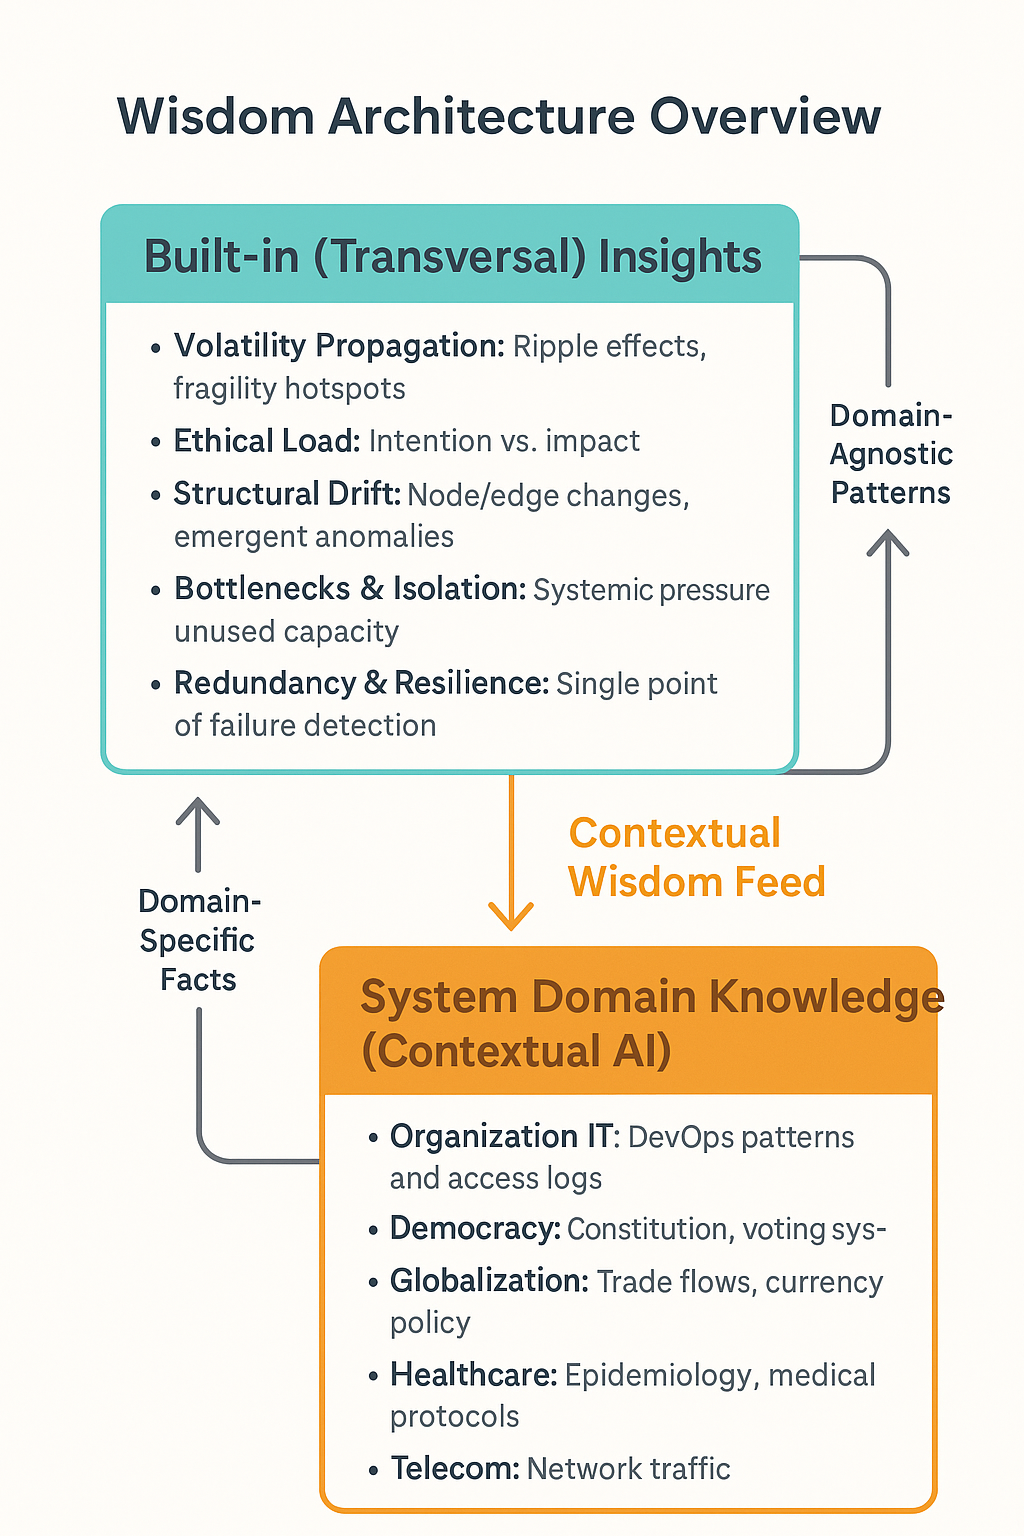 Wisdom Architecture Overview
Built-in (Transversal) Insights
• Volatility Propagation: Ripple effects,
fragility hotspots
• Ethical Load: Intention vs. impact
• Structural Drift: Node/edge changes,
emergent anomalies
• Bottlenecks & Isolation: Systemic pressure
unused capacity
• Redundancy & Resilience: Single point
of failure detection
Domain-
Agnostic
Patterns
Contextual
Wisdom Feed
Domain-
Specific
Facts
System Domain Knowledge
(Contextual AI)
• Organization IT: DevOps patterns
and access logs
• Democracy: Constitution, voting sys-
• Globalization: Trade flows, currency
policy
• Healthcare: Epidemiology, medical
protocols
• Telecom: Network traffic